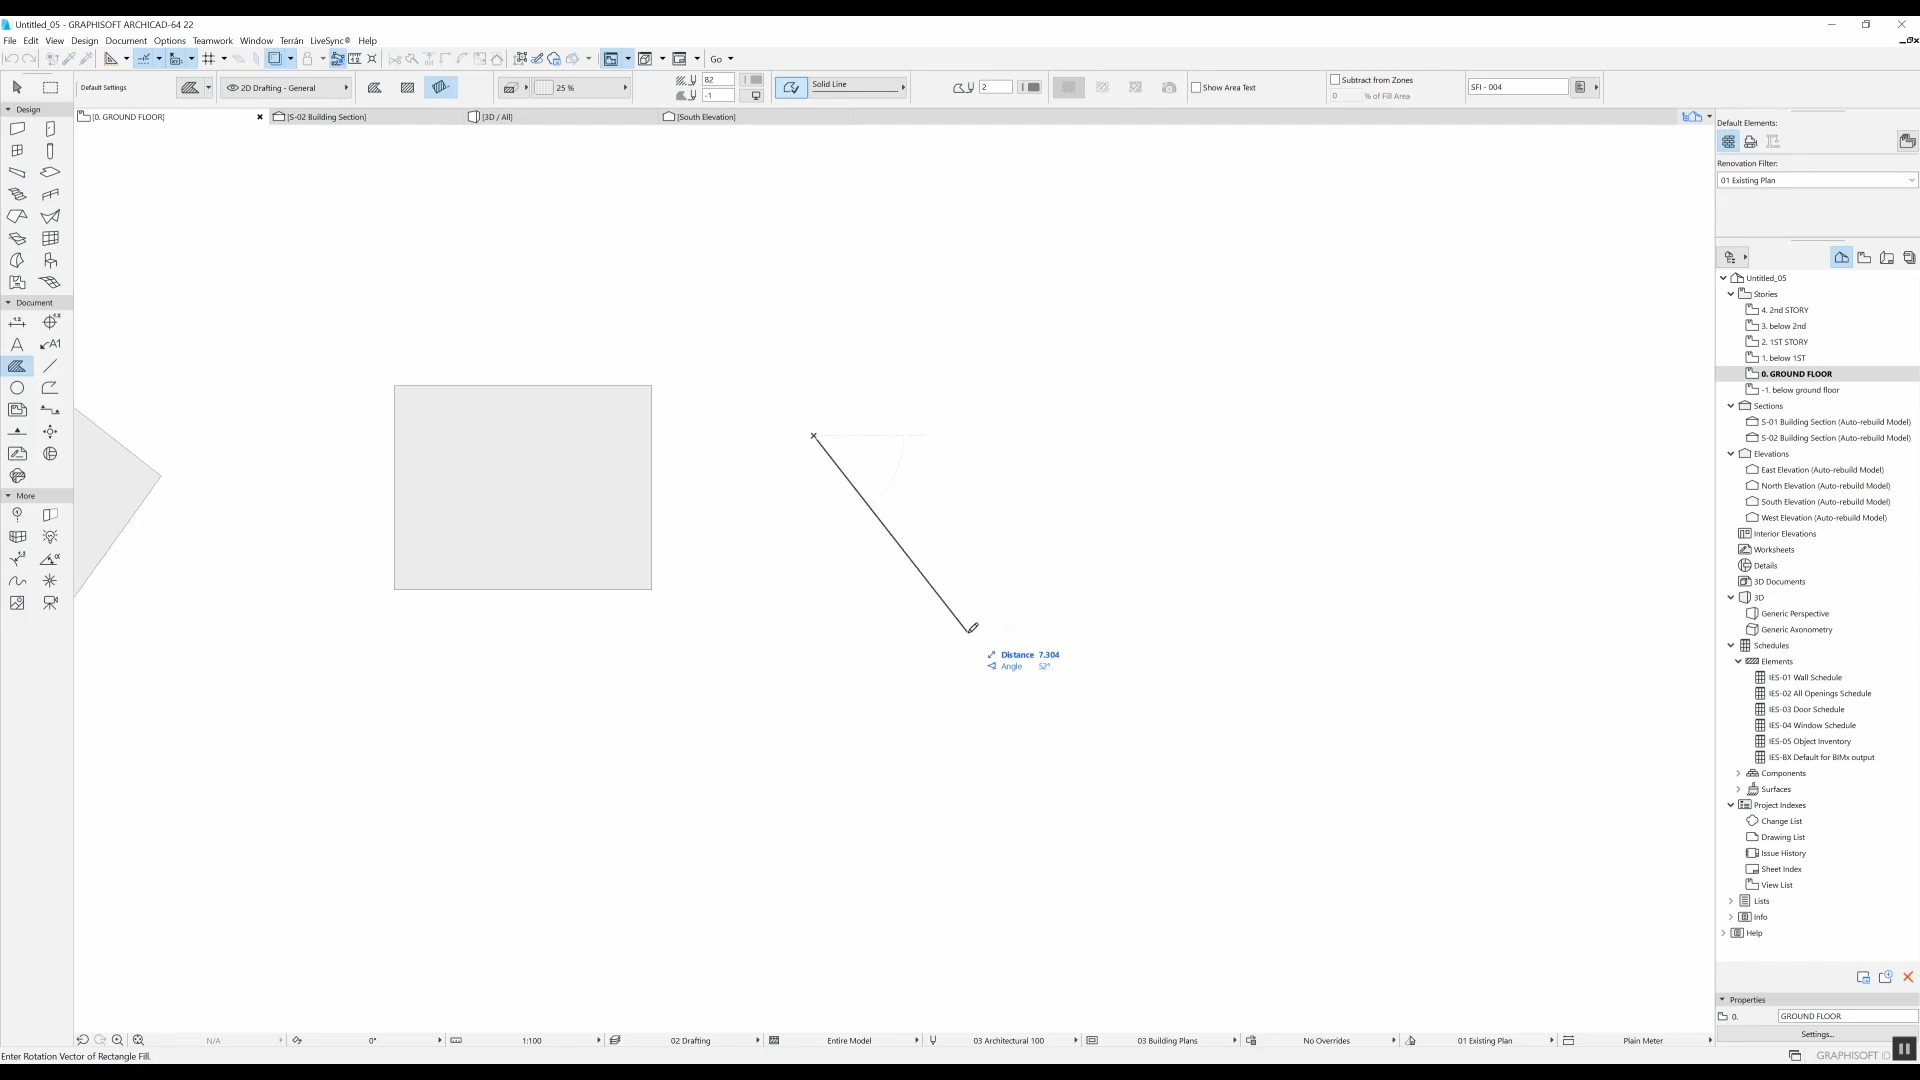 Untitled_05 - GRAPHISOFT ARCHICAD-64 22
File Edit View Design Document Options Teamwork Window Terrán LiveSync® Help
Go
Default Settings
2D Drafting - General
25 %
82
-1
Solid Line
2
Show Area Text
Subtract from Zones
0 % of Fill Area
SFI - 004
Design
[0. GROUND FLOOR]
[S-02 Building Section]
[3D / All]
[South Elevation]
Document
More
Distance 7.304
Angle 52°
Default Elements:
Renovation Filter:
01 Existing Plan
Untitled_05
Stories
4. 2nd STORY
3. below 2nd
2. 1ST STORY
1. below 1ST
0. GROUND FLOOR
-1. below ground floor
Sections
S-01 Building Section (Auto-rebuild Model)
S-02 Building Section (Auto-rebuild Model)
Elevations
East Elevation (Auto-rebuild Model)
North Elevation (Auto-rebuild Model)
South Elevation (Auto-rebuild Model)
West Elevation (Auto-rebuild Model)
Interior Elevations
Worksheets
Details
3D Documents
3D
Generic Perspective
Generic Axonometry
Schedules
Elements
IES-01 Wall Schedule
IES-02 All Openings Schedule
IES-03 Door Schedule
IES-04 Window Schedule
IES-05 Object Inventory
IES-BX Default for BIMx output
Components
Surfaces
Project Indexes
Change List
Drawing List
Issue History
Sheet Index
View List
Lists
Info
Help
Properties
0. GROUND FLOOR
Settings...
N/A
0°
1:100
02 Drafting
Entire Model
03 Architectural 100
03 Building Plans
No Overrides
01 Existing Plan
Plain Meter
Enter Rotation Vector of Rectangle Fill.
GRAPHISOFT ID